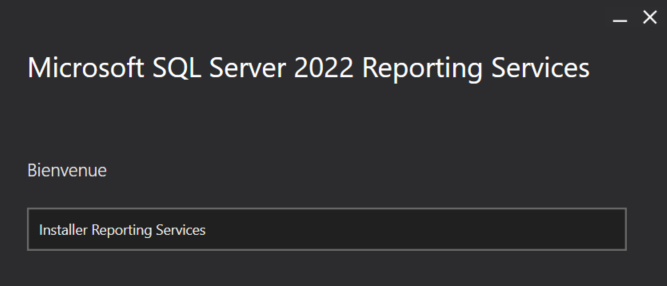 Microsoft SQL Server 2022 Reporting Services
Bienvenue
Installer Reporting Services